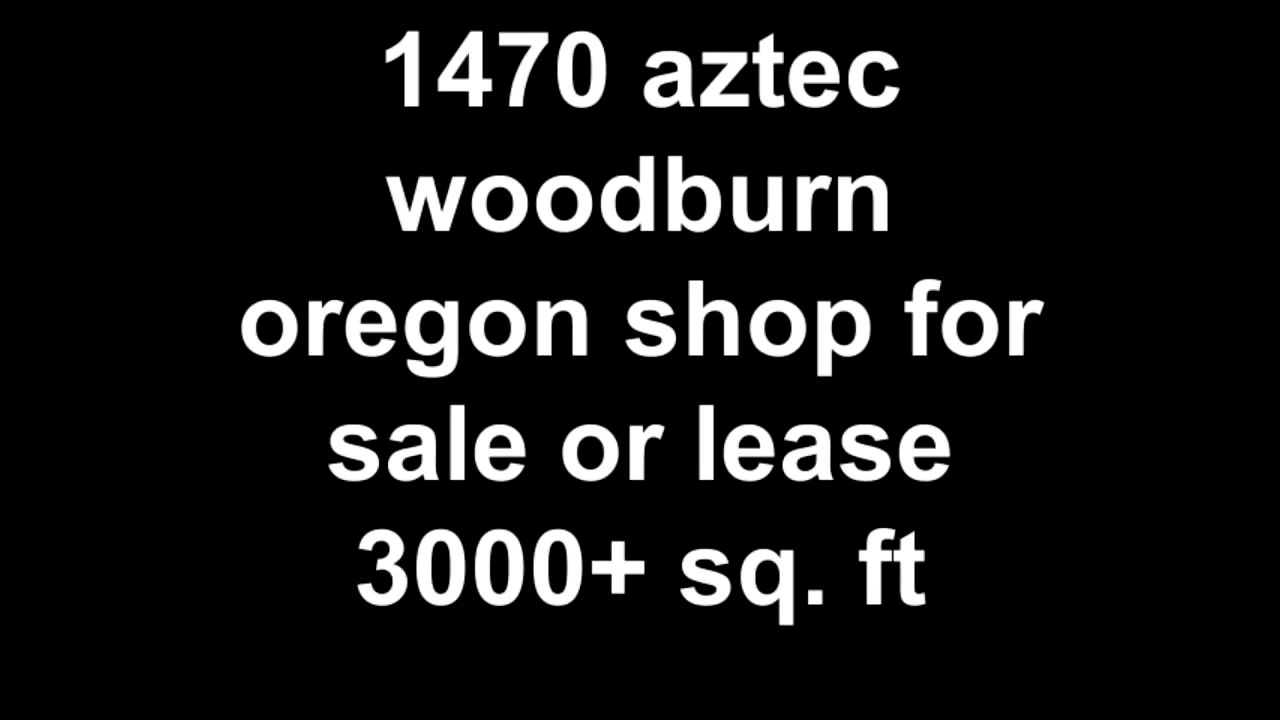 1470 aztec
woodburn
oregon shop for
sale or lease
3000+ sq. ft